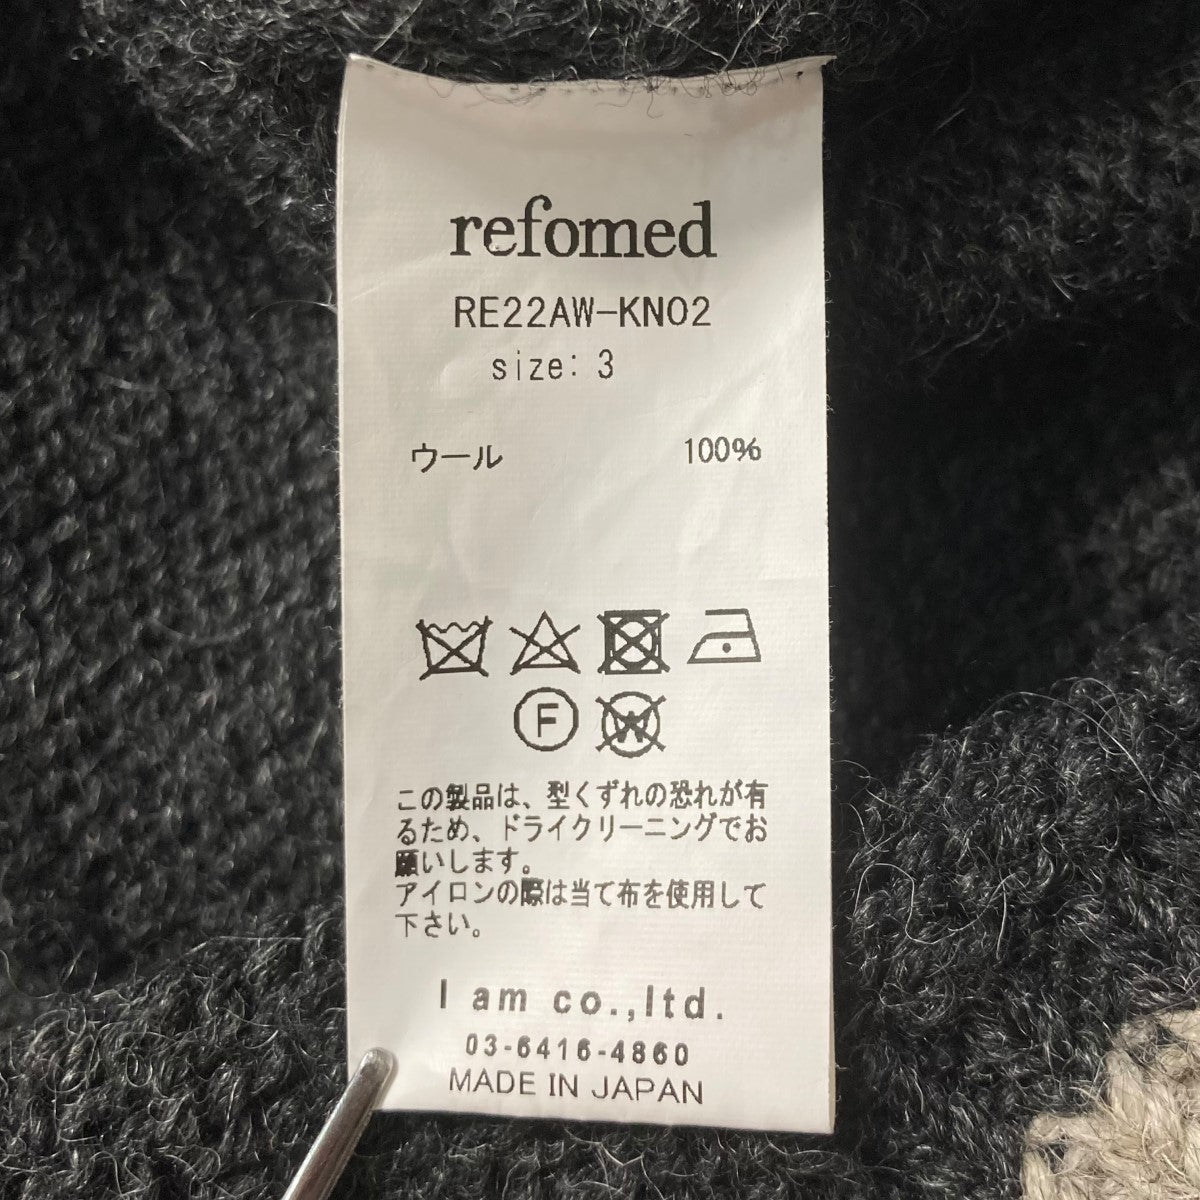 refomed
RE22AW-KN02
size: 3
ウール 100%
F W
この製品は、型くずれの恐れが有
るため、ドライクリーニングでお
願いします。
アイロンの際は当て布を使用して
下さい。
I am co.,ltd.
03-6416-4860
MADE IN JAPAN